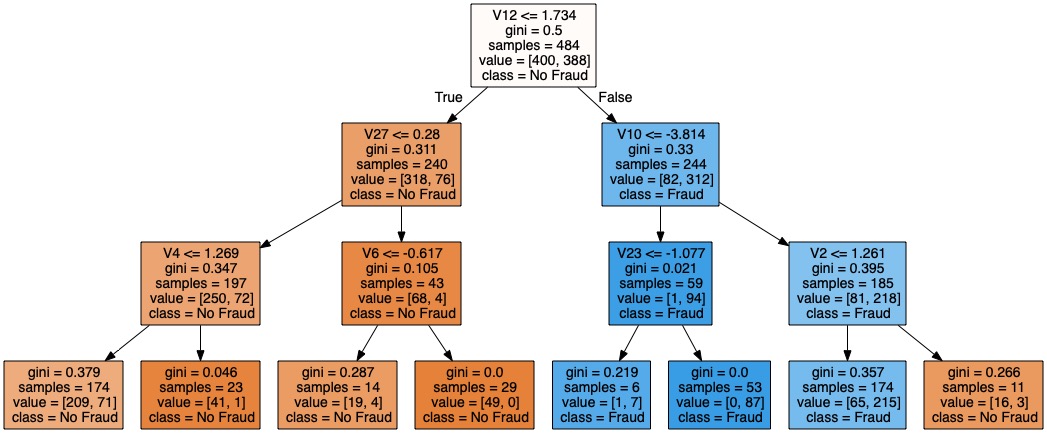 V12 <= 1.734
gini = 0.5
samples = 484
value = [400, 388]
class = No Fraud
True
False
V27 <= 0.28
gini = 0.311
samples = 240
value = [318, 76]
class = No Fraud
V10 <= -3.814
gini = 0.33
samples = 244
value = [82, 312]
class = Fraud
V4 <= 1.269
gini = 0.347
samples = 197
value = [250, 72]
class = No Fraud
V6 <= -0.617
gini = 0.105
samples = 43
value = [68, 4]
class = No Fraud
V23 <= -1.077
gini = 0.021
samples = 59
value = [1, 94]
class = Fraud
V2 <= 1.261
gini = 0.395
samples = 185
value = [81, 218]
class = Fraud
gini = 0.379
samples = 174
value = [209, 71]
class = No Fraud
gini = 0.046
samples = 23
value = [41, 1]
class = No Fraud
gini = 0.287
samples = 14
value = [19, 4]
class = No Fraud
gini = 0.0
samples = 29
value = [49, 0]
class = No Fraud
gini = 0.219
samples = 6
value = [1, 7]
class = Fraud
gini = 0.0
samples = 53
value = [0, 87]
class = Fraud
gini = 0.357
samples = 174
value = [65, 215]
class = Fraud
gini = 0.266
samples = 11
value = [16, 3]
class = No Fraud